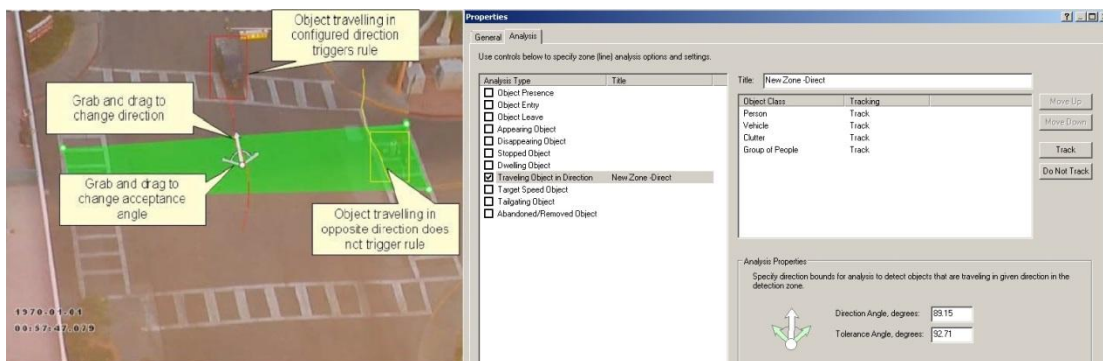 Object travelling in
configured direction
triggers rule
Grab and drag to
change direction
Grab and drag to
change acceptance
angle
Object travelling in
opposite direction does
not trigger rule
1970-01-01
00:57:47.079
Properties
General Analysis
Use controls below to specify zone (line) analysis options and settings.
Analysis Type Title
Object Presence
Object Entry
Object Leave
Appearing Object
Disappearing Object
Stopped Object
Dwelling Object
Traveling Object in Direction New Zone -Direct
Target Speed Object
Tailgating Object
Abandoned/Removed Object
Title: New Zone -Direct
Object Class Tracking
Person Track
Vehicle Track
Clutter Track
Group of People Track
Move Up
Move Down
Track
Do Not Track
Analysis Properties
Specify direction bounds for analysis to detect objects that are traveling in given direction in the
detection zone.
Direction Angle, degrees: 89.15
Tolerance Angle, degrees: 92.71